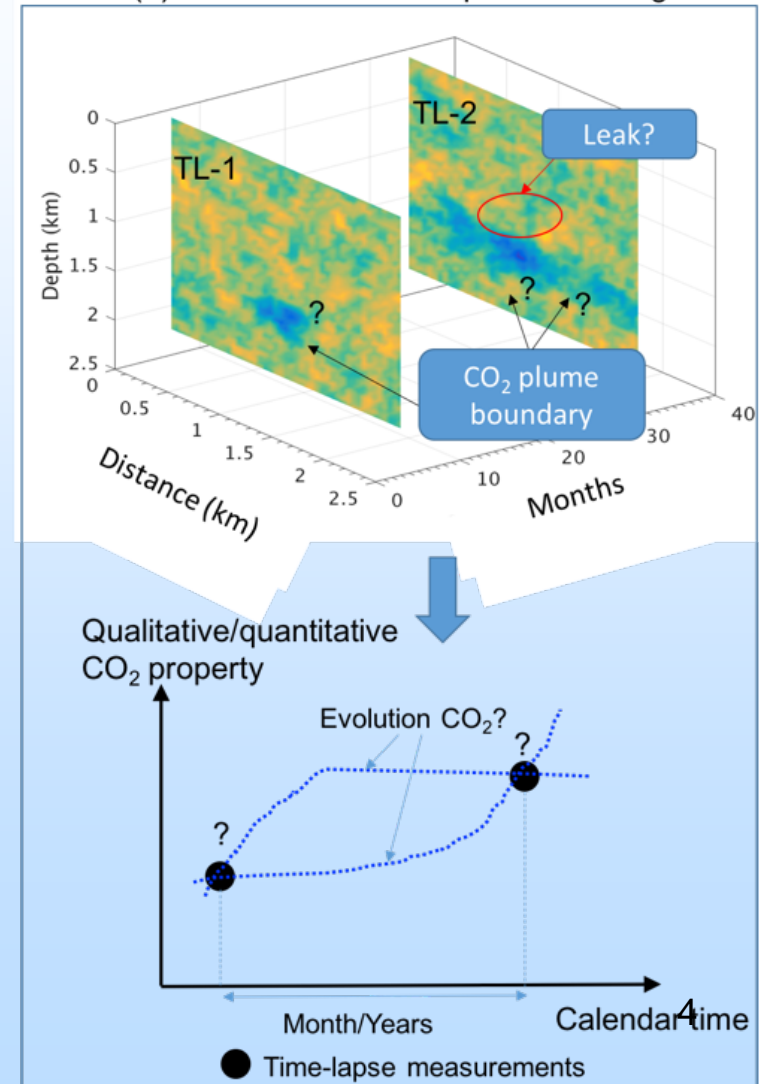 TL-1
TL-2
Leak?
?
? ?
CO₂ plume
boundary
0
0.5
1
1.5
2
2.5
Depth (km)
0
0.5
1
1.5
2
2.5
Distance (km)
0
10
20
30
40
Months
Qualitative/quantitative
CO₂ property
Evolution CO₂?
?
?
Month/Years
Calendar time
4
Time-lapse measurements